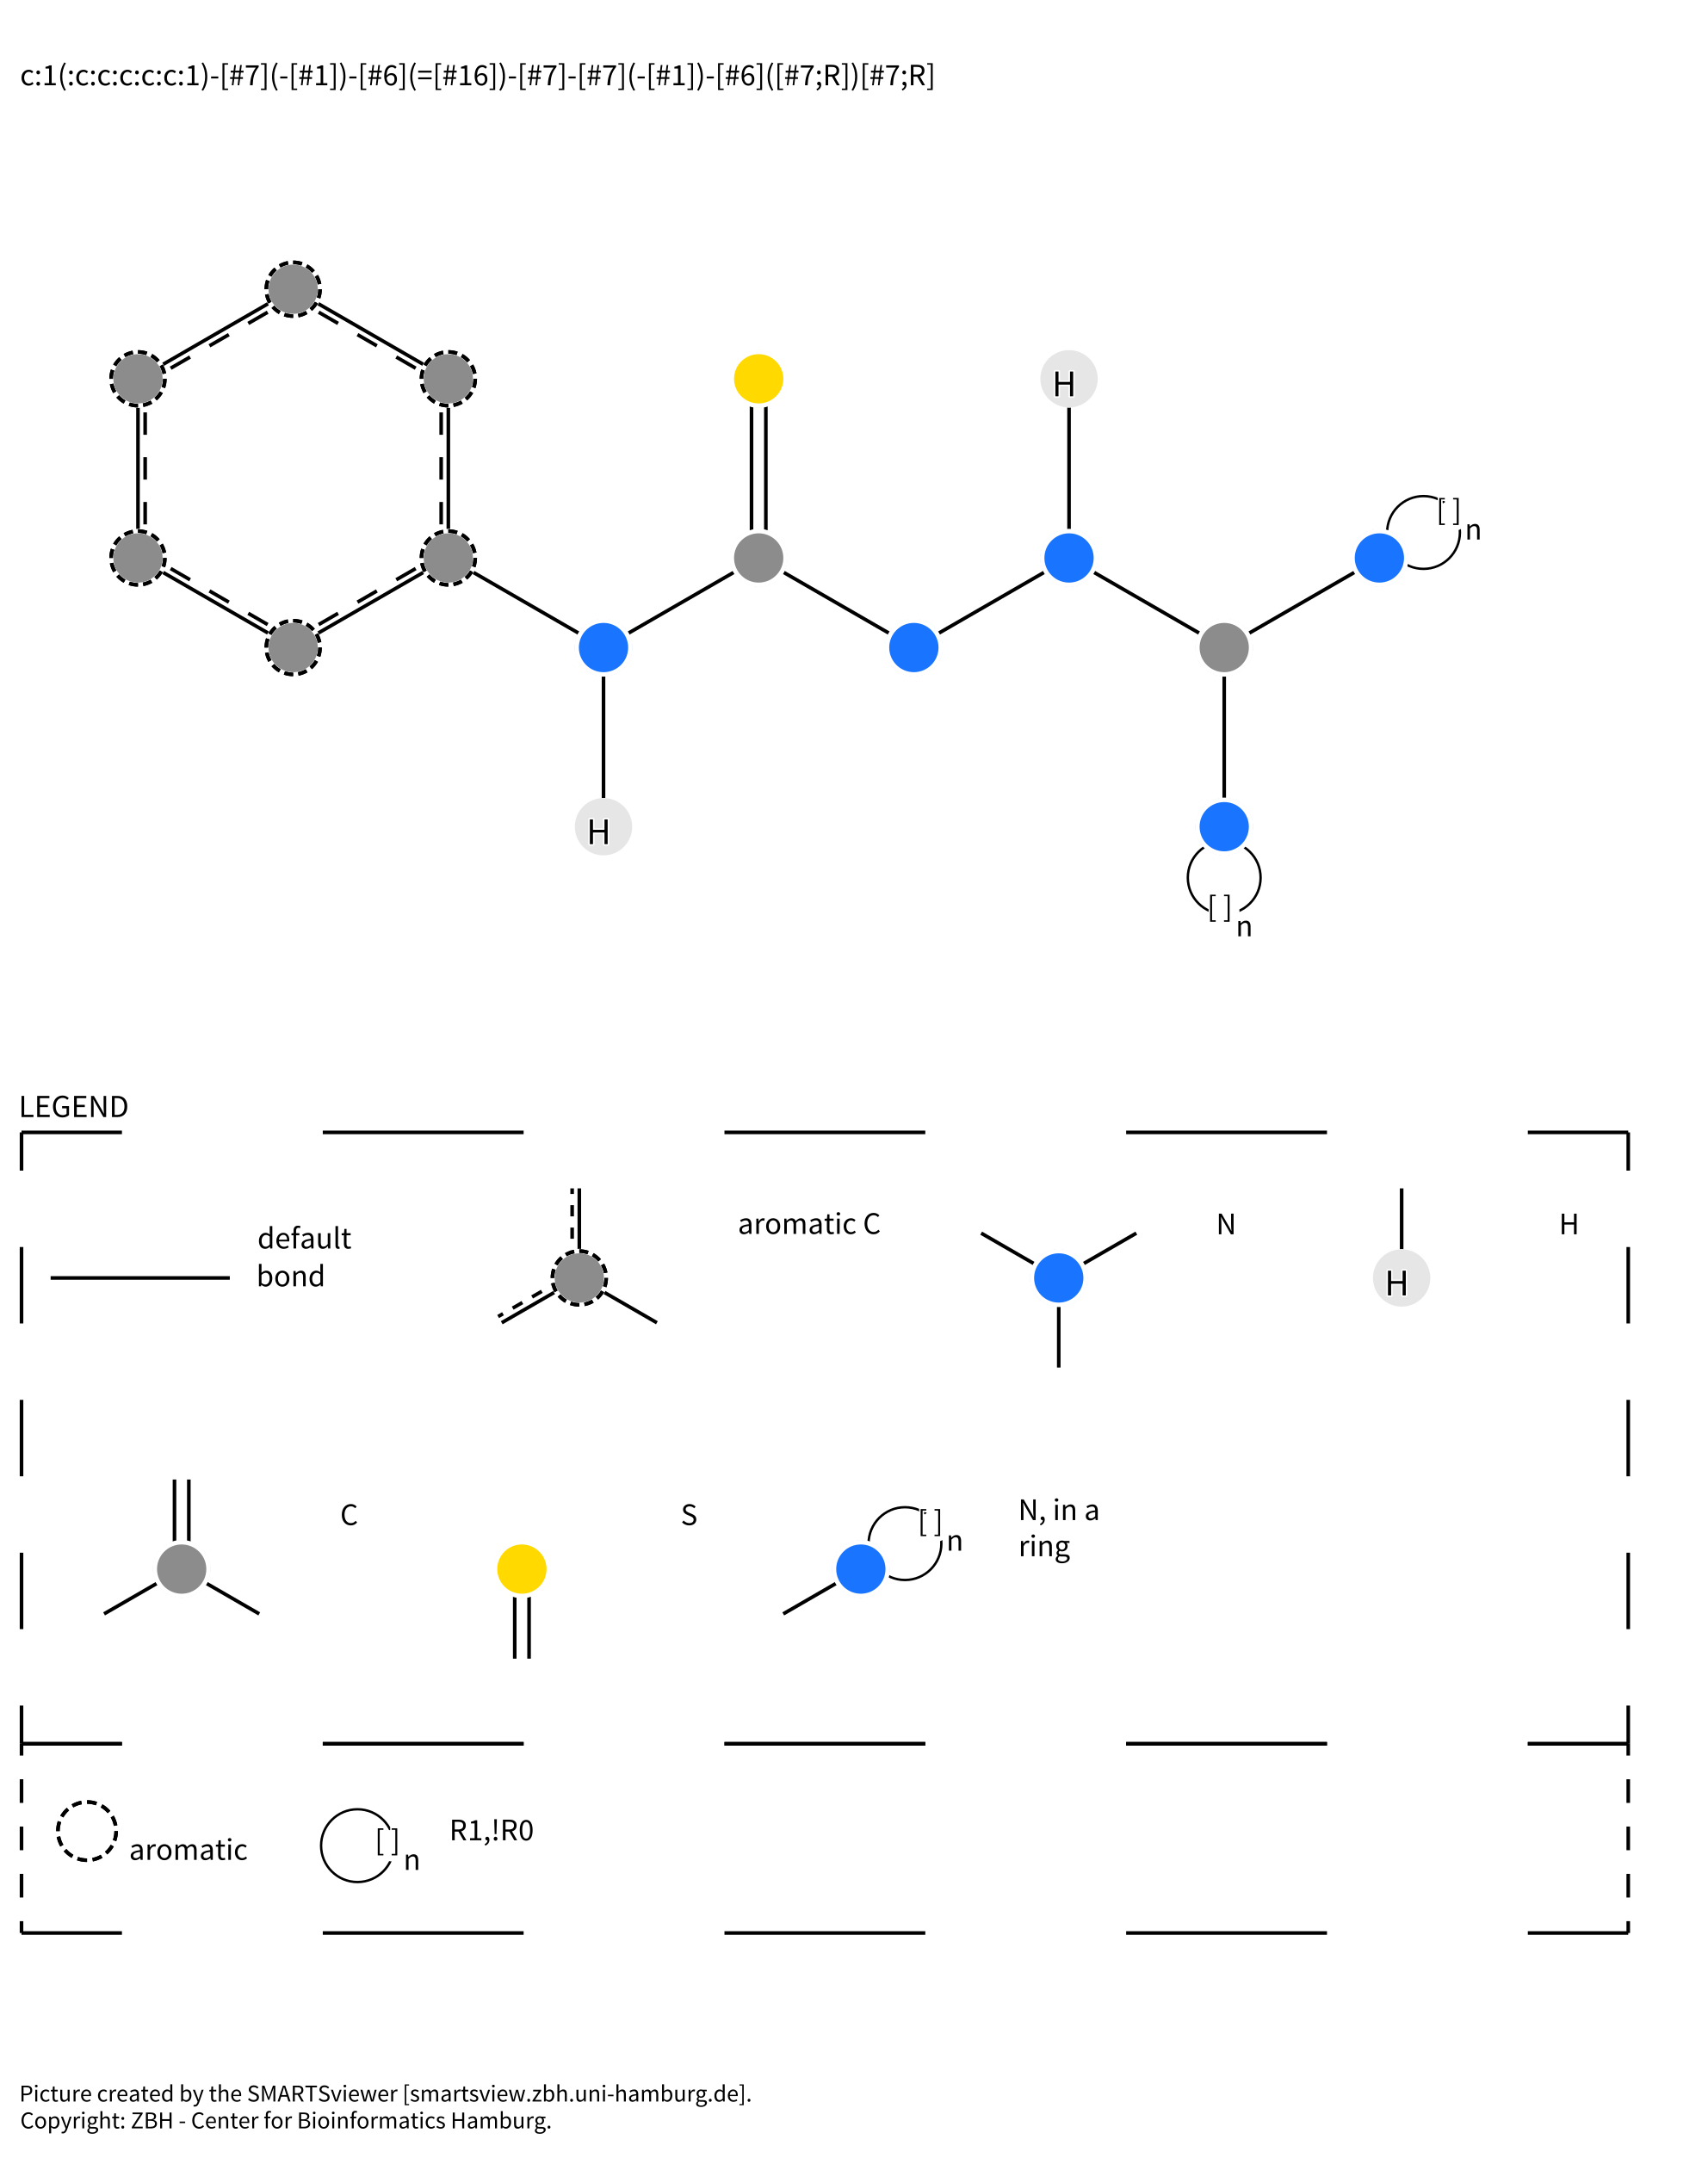 c:1(:c:c:c:c:c:1)-[#7](-[#1])-[#6](=[#16])-[#7]-[#7](-[#1])-[#6]([#7;R])[#7;R]
H
[ ]
n
H
[ ]
n
LEGEND
default
bond
aromatic C
N
H
H
C
S
[ ]
n
N, in a
ring
aromatic
[ ]
n
R1,!R0
Picture created by the SMARTSviewer [smartsview.zbh.uni-hamburg.de].
Copyright: ZBH - Center for Bioinformatics Hamburg.